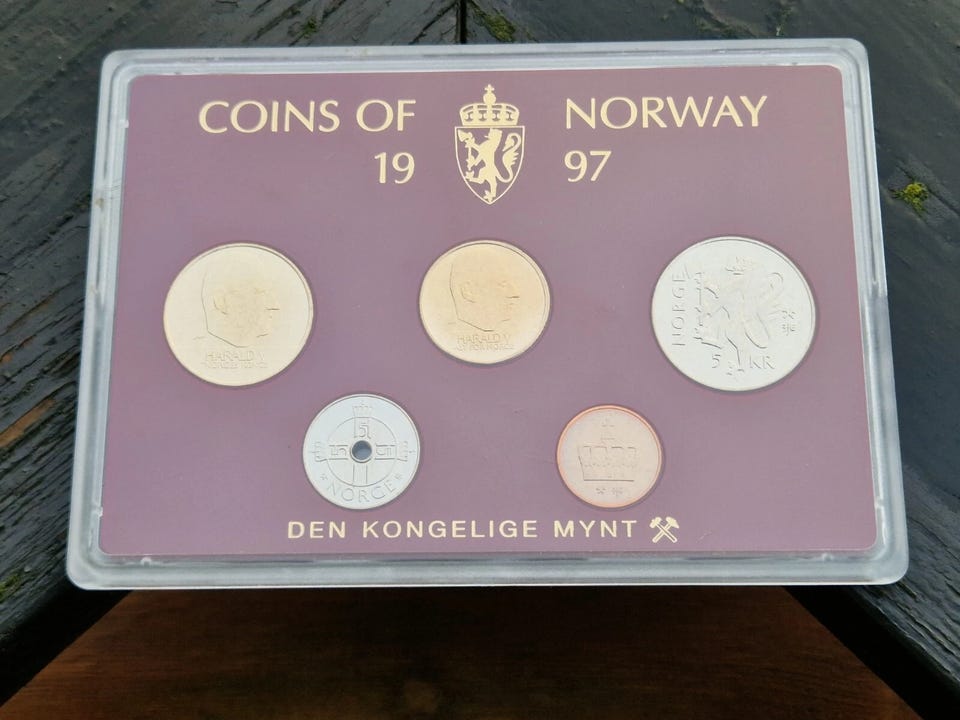 COINS OF NORWAY
19 97
HARALD V
HARALD V
NORGE
5 KR
NORGE
DEN KONGELIGE MYNT